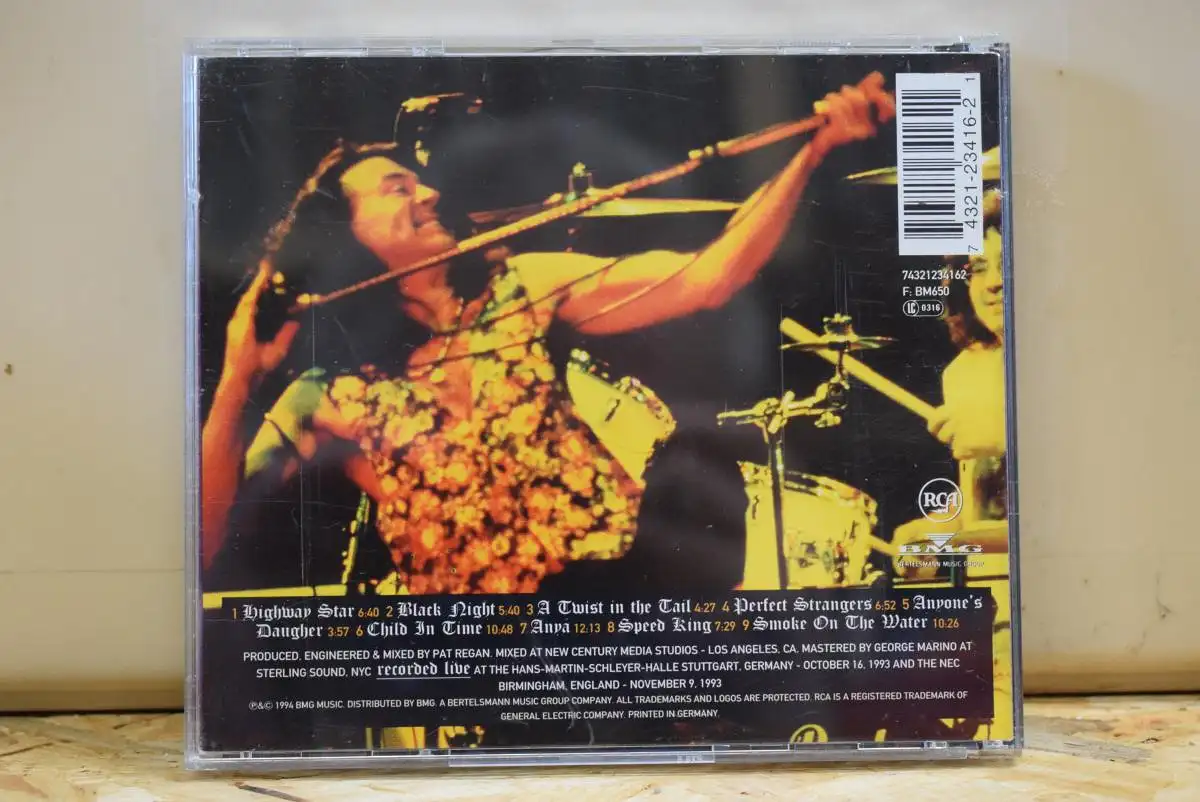 7 4321-23416-2 1
74321234162
F: BM650
LC 0316
RCA
BMG
BERTELSMANN MUSIC GROUP
1 Highway Star 6:40 2 Black Night 5:40 3 A Twist in the Tail 4:27 4 Perfect Strangers 6:52 5 Anyone's
Daugher 3:57 6 Child In Time 10:48 7 Anya 12:13 8 Speed King 7:29 9 Smoke On The Water 10:26
PRODUCED, ENGINEERED & MIXED BY PAT REGAN. MIXED AT NEW CENTURY MEDIA STUDIOS - LOS ANGELES, CA. MASTERED BY GEORGE MARINO AT
STERLING SOUND, NYC recorded live AT THE HANS-MARTIN-SCHLEYER-HALLE STUTTGART, GERMANY - OCTOBER 16, 1993 AND THE NEC
BIRMINGHAM, ENGLAND - NOVEMBER 9, 1993
℗&© 1994 BMG MUSIC. DISTRIBUTED BY BMG. A BERTELSMANN MUSIC GROUP COMPANY. ALL TRADEMARKS AND LOGOS ARE PROTECTED. RCA IS A REGISTERED TRADEMARK OF
GENERAL ELECTRIC COMPANY. PRINTED IN GERMANY